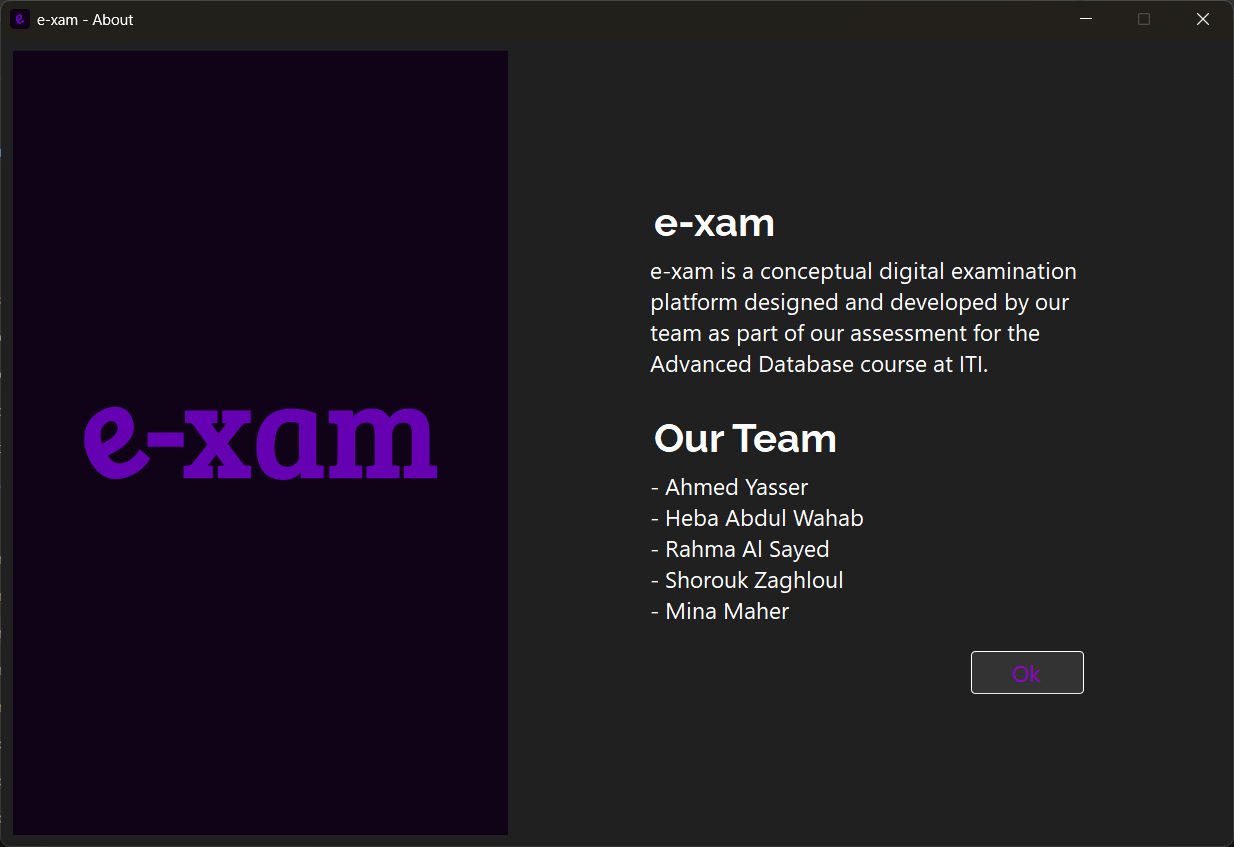 e e-xam - About
e-xam
e-xam
e-xam is a conceptual digital examination
platform designed and developed by our
team as part of our assessment for the
Advanced Database course at ITI.
Our Team
- Ahmed Yasser
- Heba Abdul Wahab
- Rahma Al Sayed
- Shorouk Zaghloul
- Mina Maher
Ok